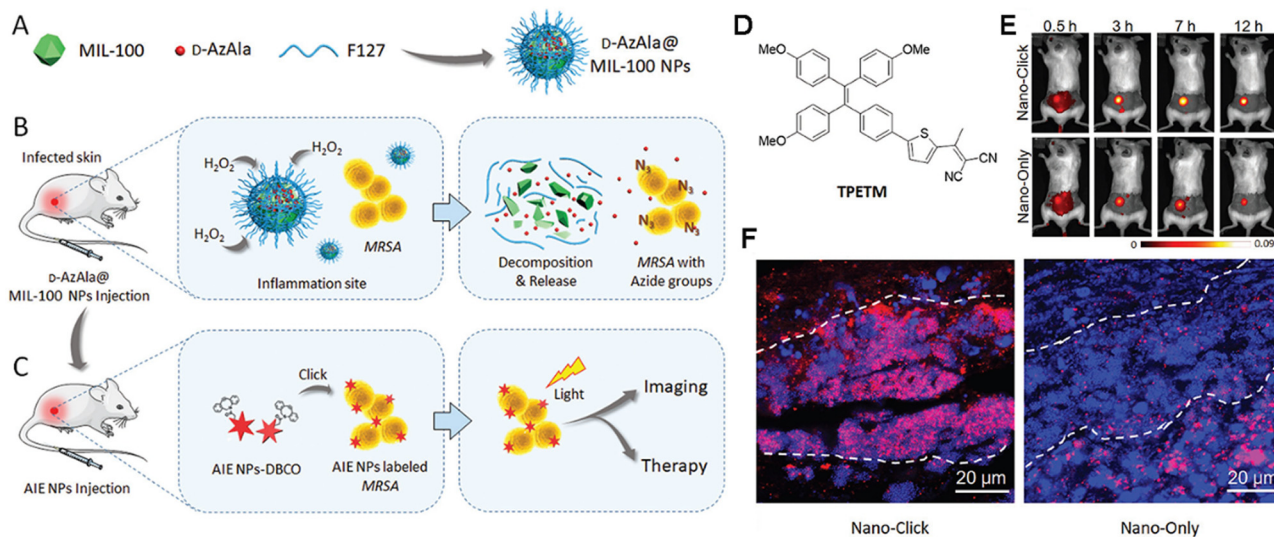 A
MIL-100
D-AzAla
F127
D-AzAla@
MIL-100 NPs
B
Infected skin
D-AzAla@
MIL-100 NPs Injection
H2O2
H2O2
H2O2
MRSA
Inflammation site
N3
N3
N3
N3
Decomposition
& Release
MRSA with
Azide groups
C
AIE NPs Injection
Click
AIE NPs-DBCO
AIE NPs labeled
MRSA
Light
Imaging
Therapy
D
MeO
OMe
MeO
S
CN
NC
TPETM
E
0.5 h 3 h 7 h 12 h
Nano-Click
Nano-Only
0 0.09
F
20 μm
Nano-Click
20 μm
Nano-Only